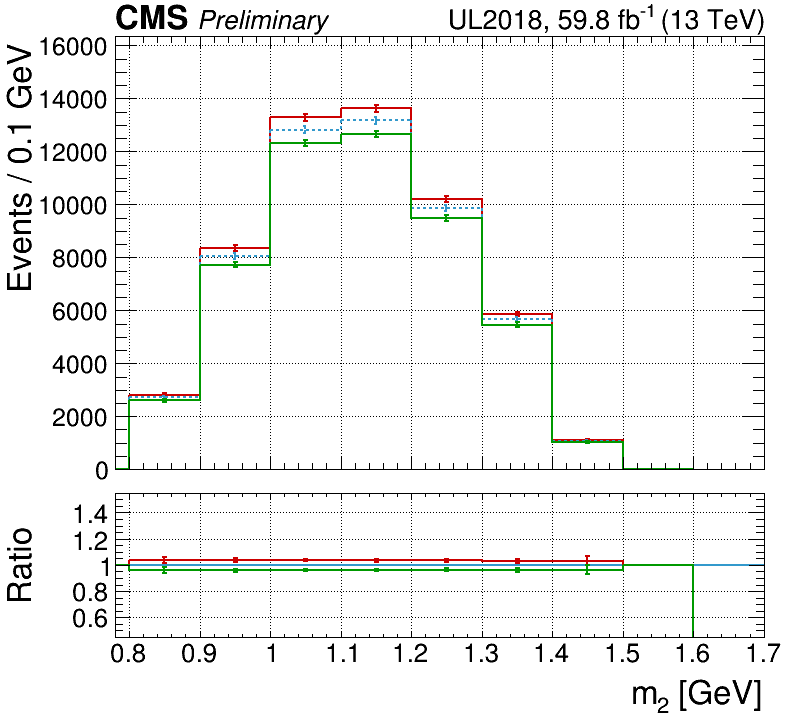 CMS Preliminary UL2018, 59.8 fb-1 (13 TeV)
Events / 0.1 GeV
16000
14000
12000
10000
8000
6000
4000
2000
0
Ratio
1.4
1.2
1
0.8
0.6
0.8 0.9 1 1.1 1.2 1.3 1.4 1.5 1.6 1.7
m2 [GeV]